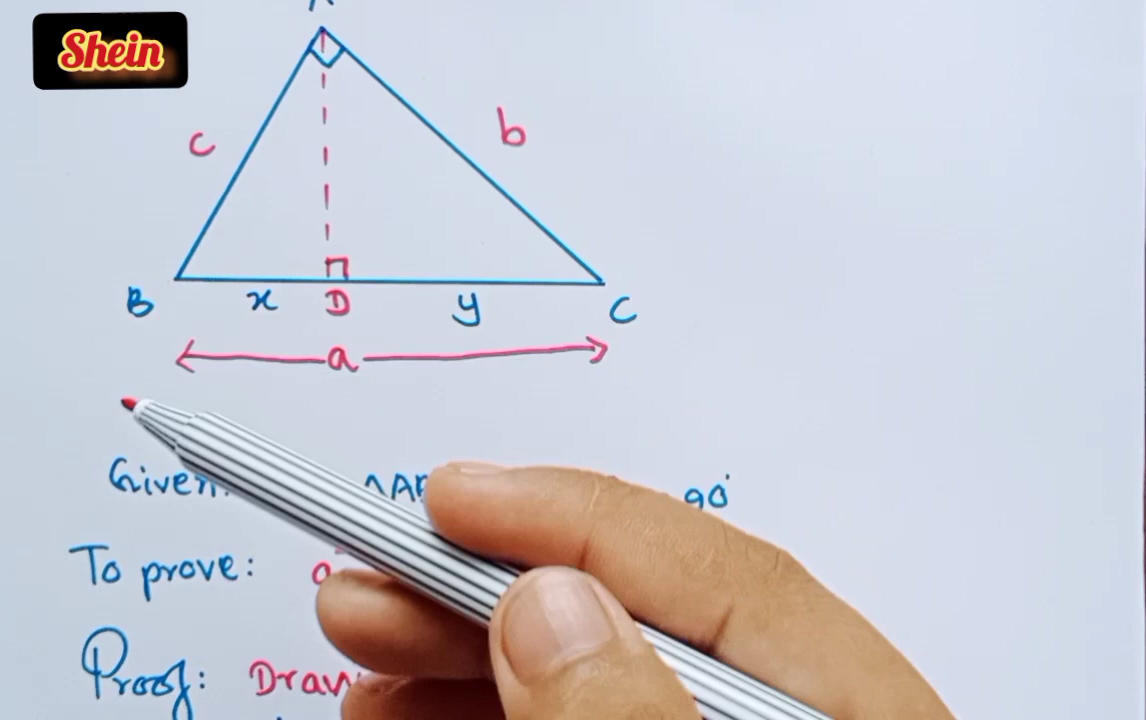 Shein
A
c
b
B x D y C
a
Given:
90°
To prove: a
Proof: Draw